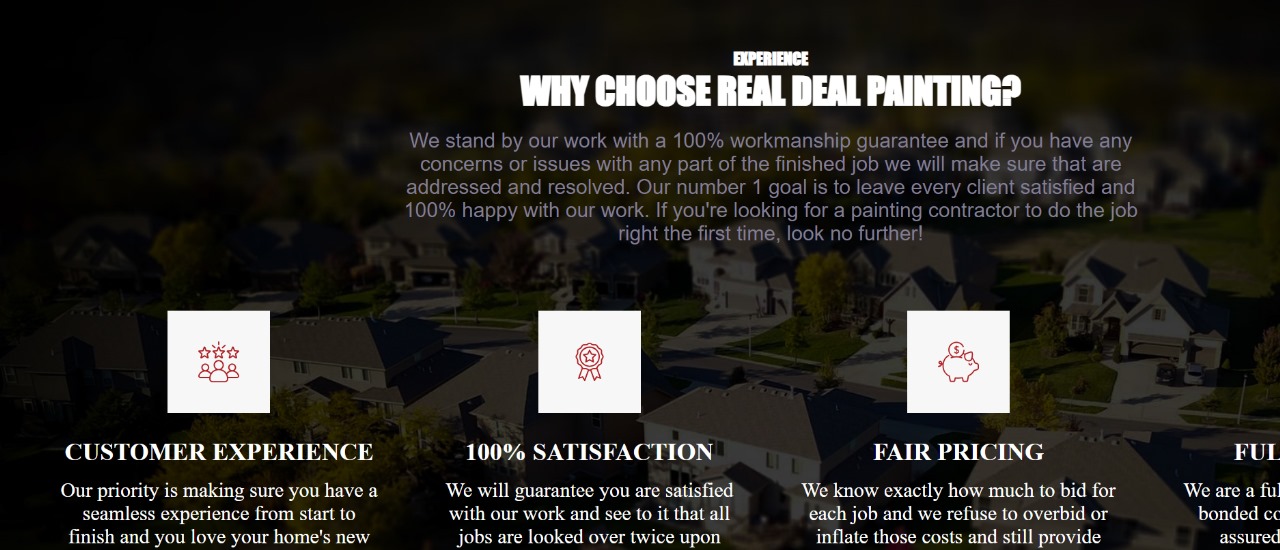 EXPERIENCE
WHY CHOOSE REAL DEAL PAINTING?
We stand by our work with a 100% workmanship guarantee and if you have any
concerns or issues with any part of the finished job we will make sure that are
addressed and resolved. Our number 1 goal is to leave every client satisfied and
100% happy with our work. If you're looking for a painting contractor to do the job
right the first time, look no further!
CUSTOMER EXPERIENCE
Our priority is making sure you have a
seamless experience from start to
finish and you love your home's new
100% SATISFACTION
We will guarantee you are satisfied
with our work and see to it that all
jobs are looked over twice upon
FAIR PRICING
We know exactly how much to bid for
each job and we refuse to overbid or
inflate those costs and still provide
We are a
bonded
assured